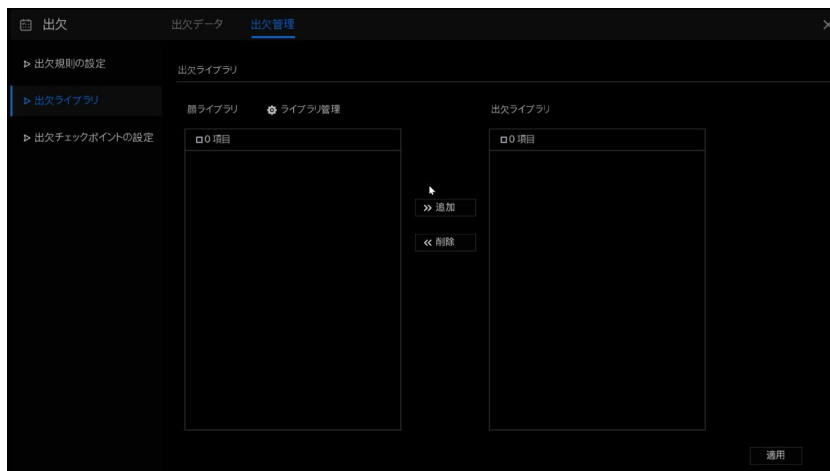 出欠
出欠データ 出欠管理
出欠規則の設定
出欠ライブラリ
出欠チェックポイントの設定
出欠ライブラリ
顔ライブラリ ライブラリ管理 出欠ライブラリ
0 項目 0 項目
追加
削除
適用